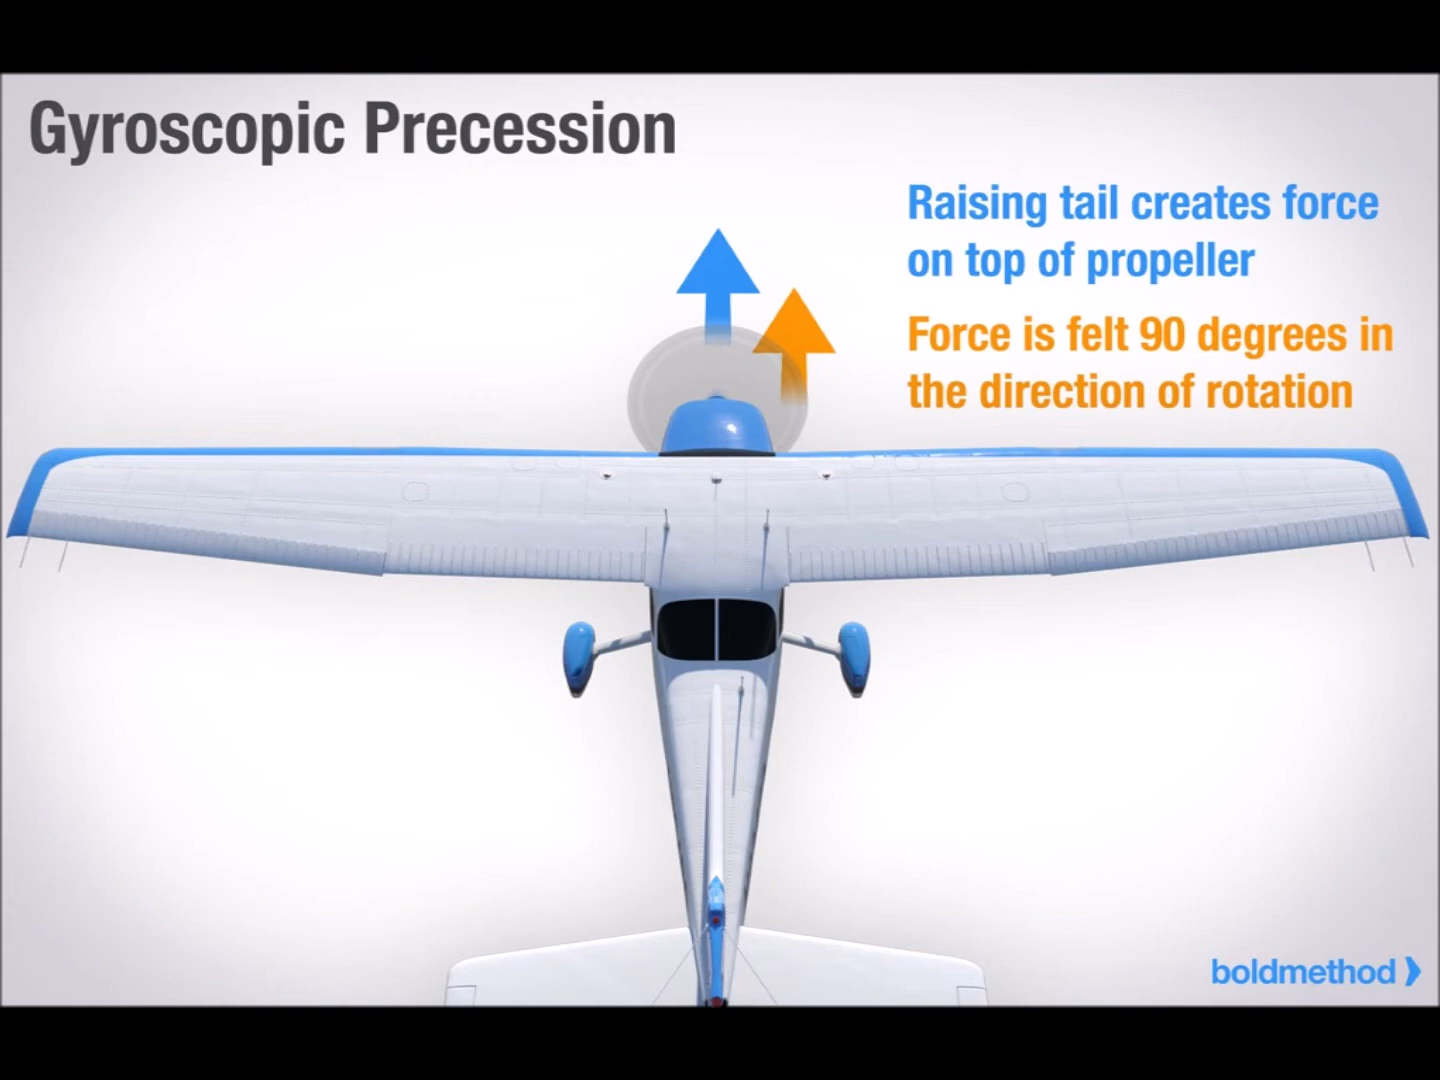 Gyroscopic Precession
Raising tail creates force
on top of propeller
Force is felt 90 degrees in
the direction of rotation
boldmethod